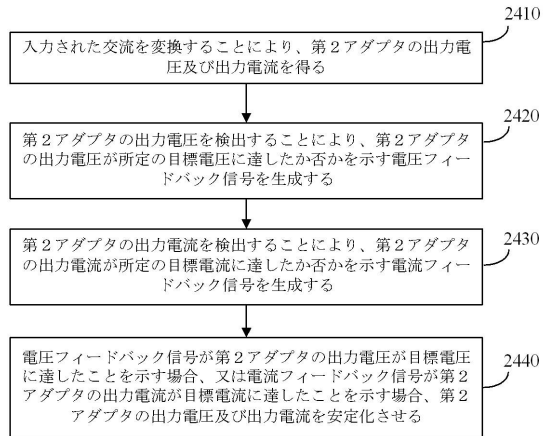 2410
入力された交流を変換することにより、第２アダプタの出力電
圧及び出力電流を得る
2420
第２アダプタの出力電圧を検出することにより、第２アダプタ
の出力電圧が所定の目標電圧に達したか否かを示す電圧フィー
ドバック信号を生成する
2430
第２アダプタの出力電流を検出することにより、第２アダプタ
の出力電流が所定の目標電流に達したか否かを示す電流フィー
ドバック信号を生成する
2440
電圧フィードバック信号が第２アダプタの出力電圧が目標電圧
に達したことを示す場合、又は電流フィードバック信号が第２
アダプタの出力電流が目標電流に達したことを示す場合、第２
アダプタの出力電圧及び出力電流を安定化させる